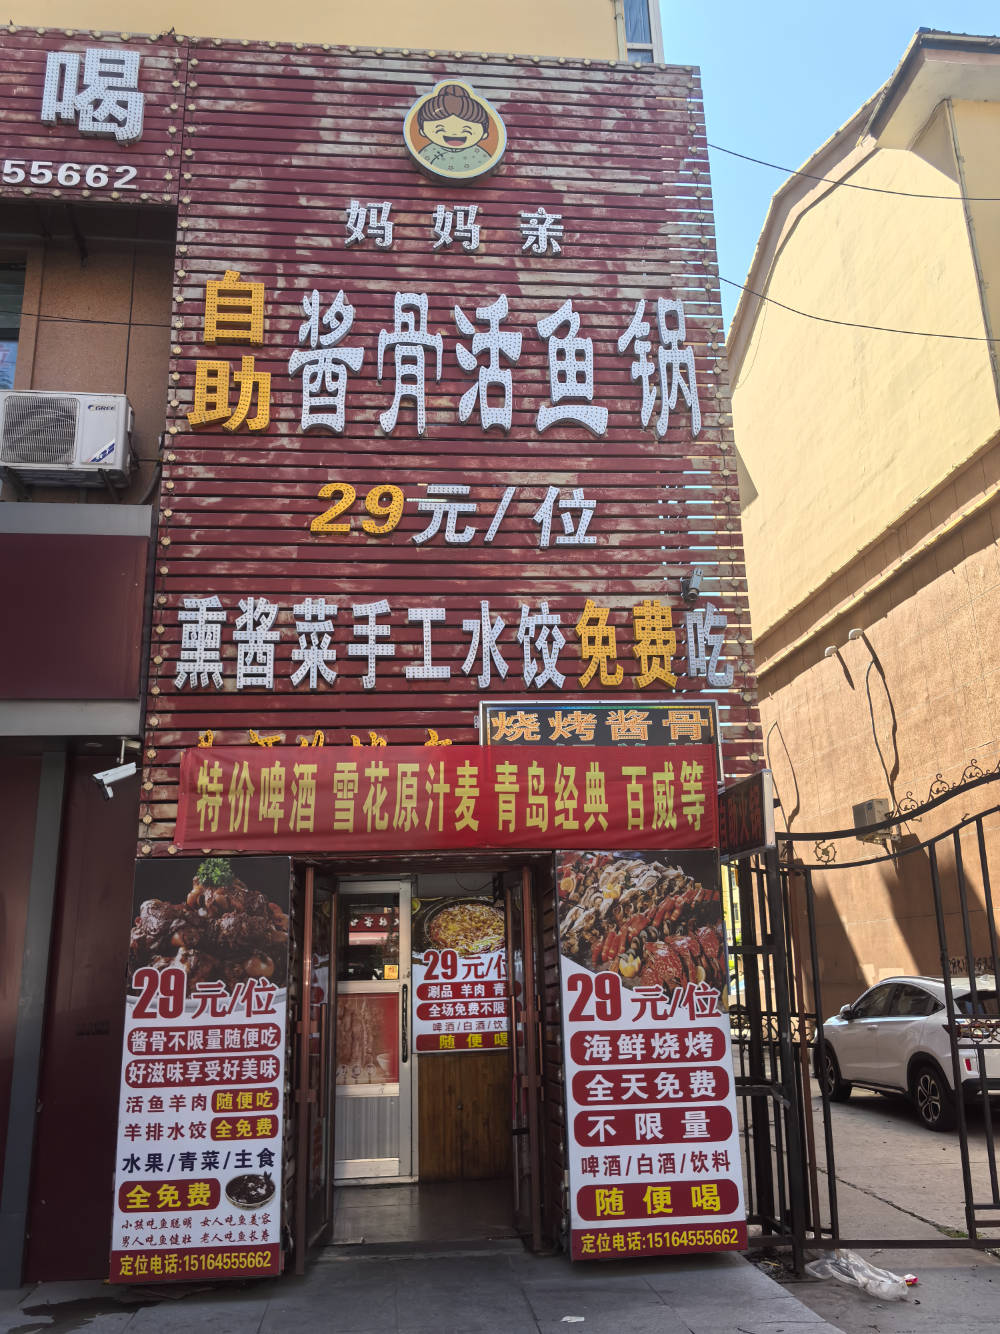 喝
55662
妈妈亲
自助
酱骨活鱼锅
29元/位
熏酱菜手工水饺免费吃
GREE
烧烤酱骨
特价啤酒 雪花原汁麦 青岛经典 百威等
29元/位
酱骨不限量随便吃
好滋味享受好美味
活鱼羊肉 随便吃
羊排水饺 全免费
水果/青菜/主食
全免费
小孩吃鱼聪明 女人吃鱼美容
男人吃鱼健壮 老人吃鱼长寿
定位电话:15164555662
29元/位
涮品 羊肉 青
全场免费不限
啤酒/白酒/饮
随便喝
29元/位
海鲜烧烤
全天免费
不限量
啤酒/白酒/饮料
随便喝
定位电话:15164555662